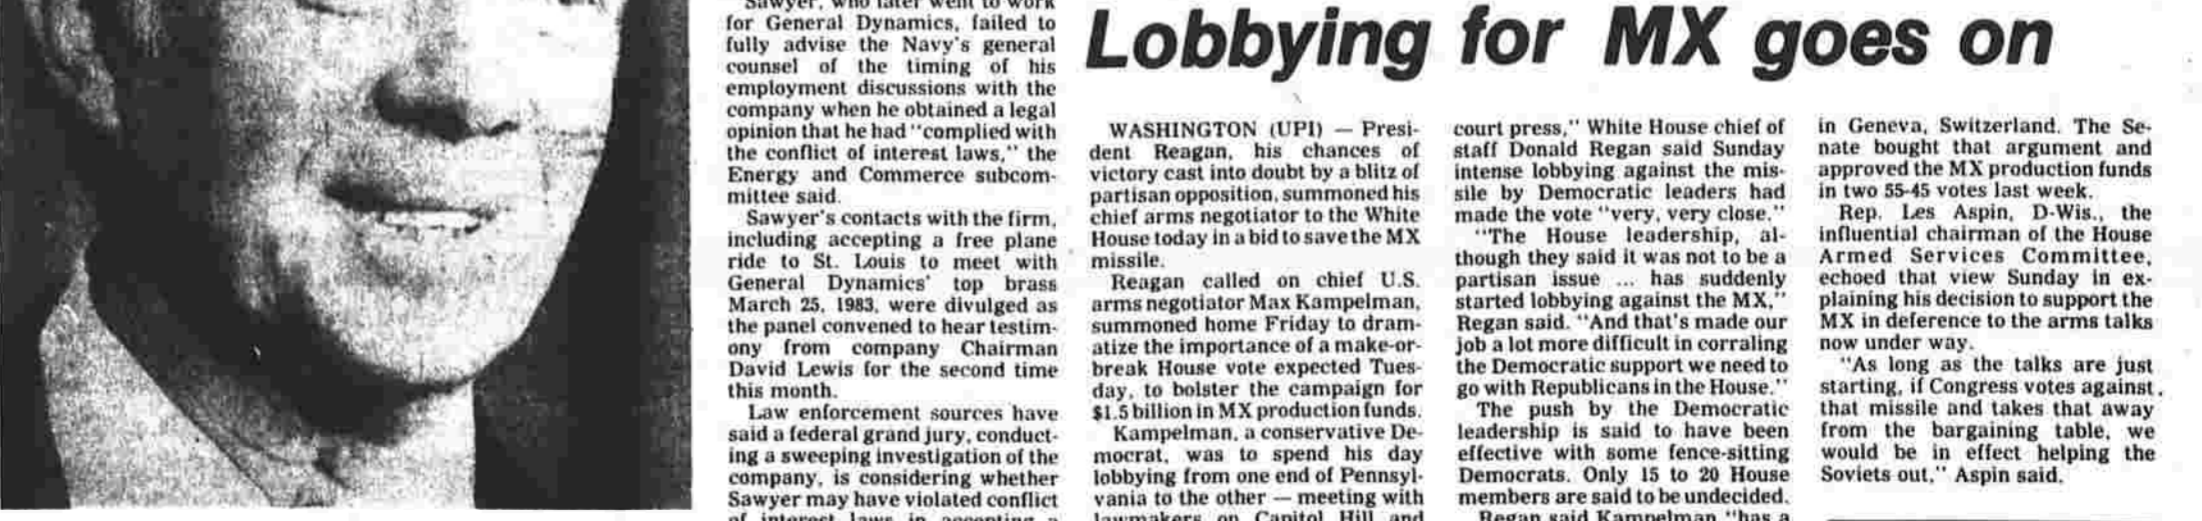 Sawyer, who later went to work
for General Dynamics, failed to
fully advise the Navy's general
counsel of the timing of his
employment discussions with the
company when he obtained a legal
opinion that he had "complied with
the conflict of interest laws," the
Energy and Commerce subcom-
mittee said.
Sawyer's contacts with the firm,
including accepting a free plane
ride to St. Louis to meet with
General Dynamics' top brass
March 25, 1983, were divulged as
the panel convened to hear testim-
ony from company Chairman
David Lewis for the second time
this month.
Law enforcement sources have
said a federal grand jury, conduct-
ing a sweeping investigation of the
company, is considering whether
Sawyer may have violated conflict
of interest laws in accepting a
Lobbying for MX goes on
WASHINGTON (UPI) — Presi-
dent Reagan, his chances of
victory cast into doubt by a blitz of
partisan opposition, summoned his
chief arms negotiator to the White
House today in a bid to save the MX
missile.
Reagan called on chief U.S.
arms negotiator Max Kampelman,
summoned home Friday to dram-
atize the importance of a make-or-
break House vote expected Tues-
day, to bolster the campaign for
$1.5 billion in MX production funds.
Kampelman, a conservative De-
mocrat, was to spend his day
lobbying from one end of Pennsyl-
vania to the other — meeting with
lawmakers on Capitol Hill and
court press," White House chief of
staff Donald Regan said Sunday
intense lobbying against the mis-
sile by Democratic leaders had
made the vote "very, very close."
"The House leadership, al-
though they said it was not to be a
partisan issue ... has suddenly
started lobbying against the MX,"
Regan said. "And that's made our
job a lot more difficult in corraling
the Democratic support we need to
go with Republicans in the House."
The push by the Democratic
leadership is said to have been
effective with some fence-sitting
Democrats. Only 15 to 20 House
members are said to be undecided.
Regan said Kampelman "has a
in Geneva, Switzerland. The Se-
nate bought that argument and
approved the MX production funds
in two 55-45 votes last week.
Rep. Les Aspin, D-Wis., the
influential chairman of the House
Armed Services Committee,
echoed that view Sunday in ex-
plaining his decision to support the
MX in deference to the arms talks
now under way.
"As long as the talks are just
starting, if Congress votes against
that missile and takes that away
from the bargaining table, we
would be in effect helping the
Soviets out," Aspin said.